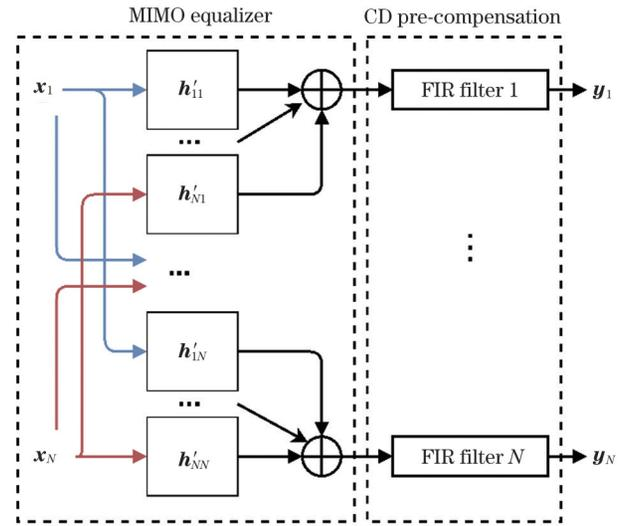 MIMO equalizer
CD pre-compensation
x₁
h′₁₁
FIR filter 1
y₁
...
h′N1
⋮
...
h′1N
...
xN
h′NN
FIR filter N
yN